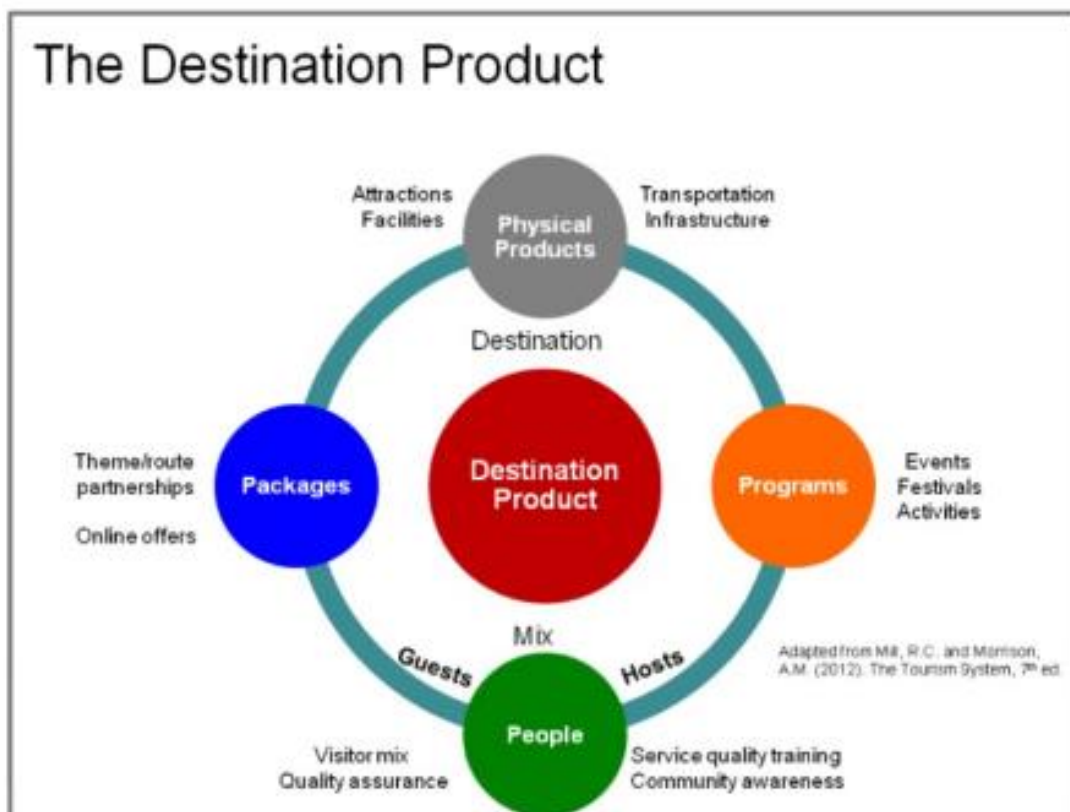 The Destination Product
Attractions
Facilities
Physical
Products
Transportation
Infrastructure
Destination
Theme/route
partnerships
Online offers
Packages
Destination
Product
Programs
Events
Festivals
Activities
Mix
Guests
Hosts
Adapted from Mill, R.C. and Morrison,
A.M. (2012). The Tourism System, 7th ed.
People
Visitor mix
Quality assurance
Service quality training
Community awareness